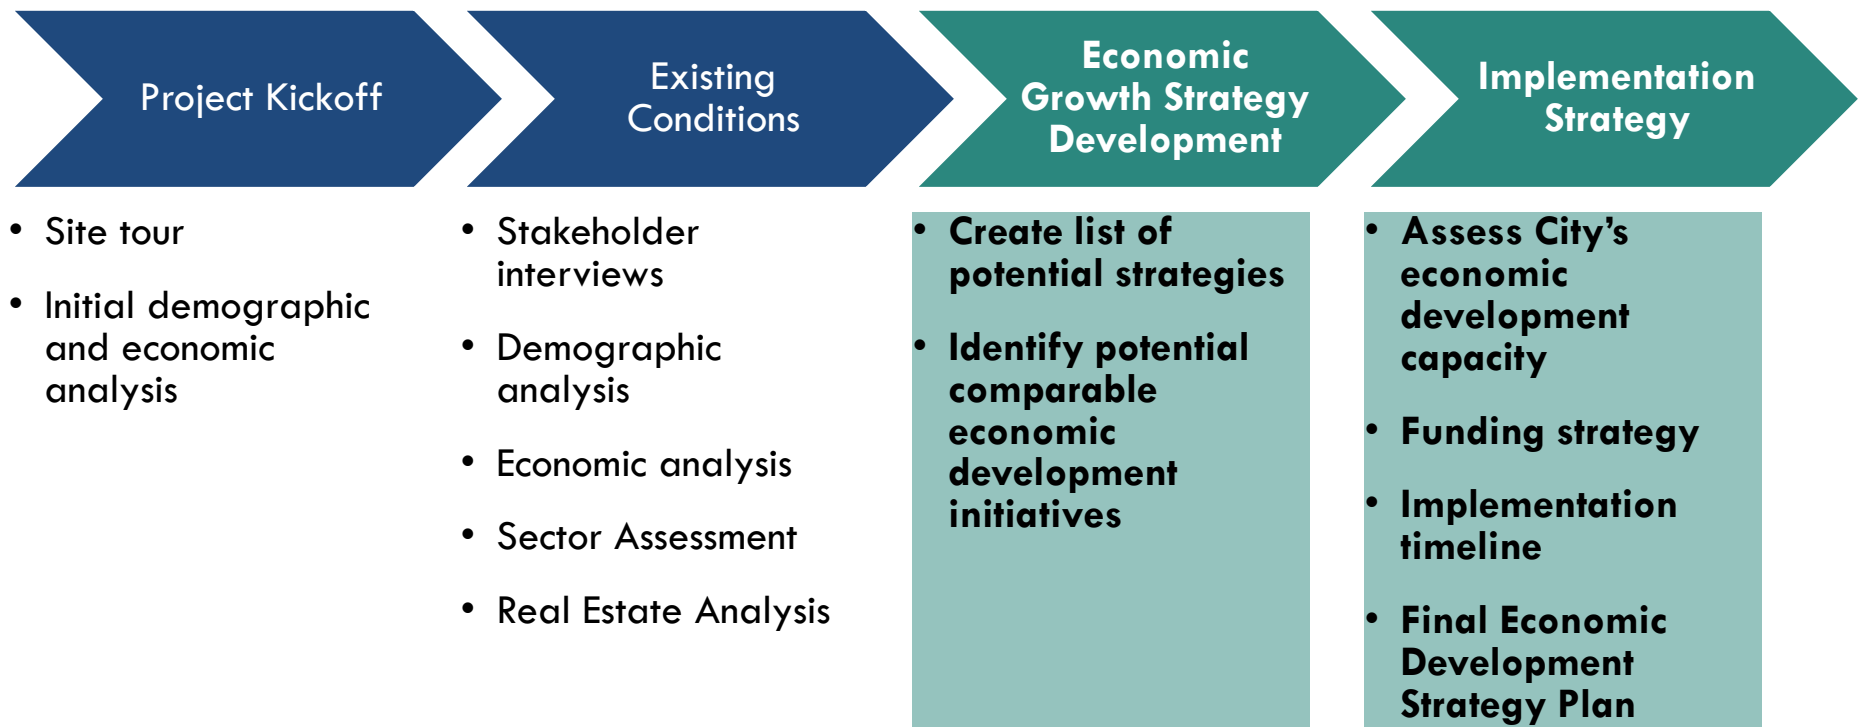 Project Kickoff
• Site tour
• Initial demographic
and economic
analysis
Existing
Conditions
• Stakeholder
interviews
• Demographic
analysis
• Economic analysis
• Sector Assessment
• Real Estate Analysis
Economic
Growth Strategy
Development
• Create list of
potential strategies
• Identify potential
comparable
economic
development
initiatives
Implementation
Strategy
• Assess City’s
economic
development
capacity
• Funding strategy
• Implementation
timeline
• Final Economic
Development
Strategy Plan